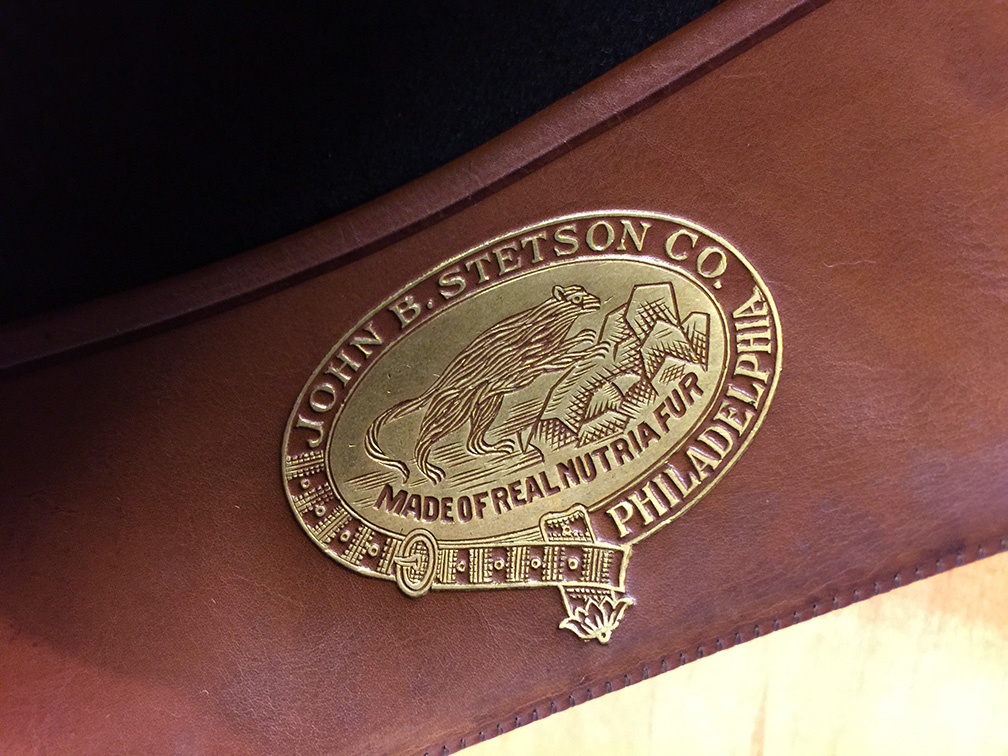 JOHN B. STETSON CO.
PHILADELPHIA
MADE OF REAL NUTRIA FUR